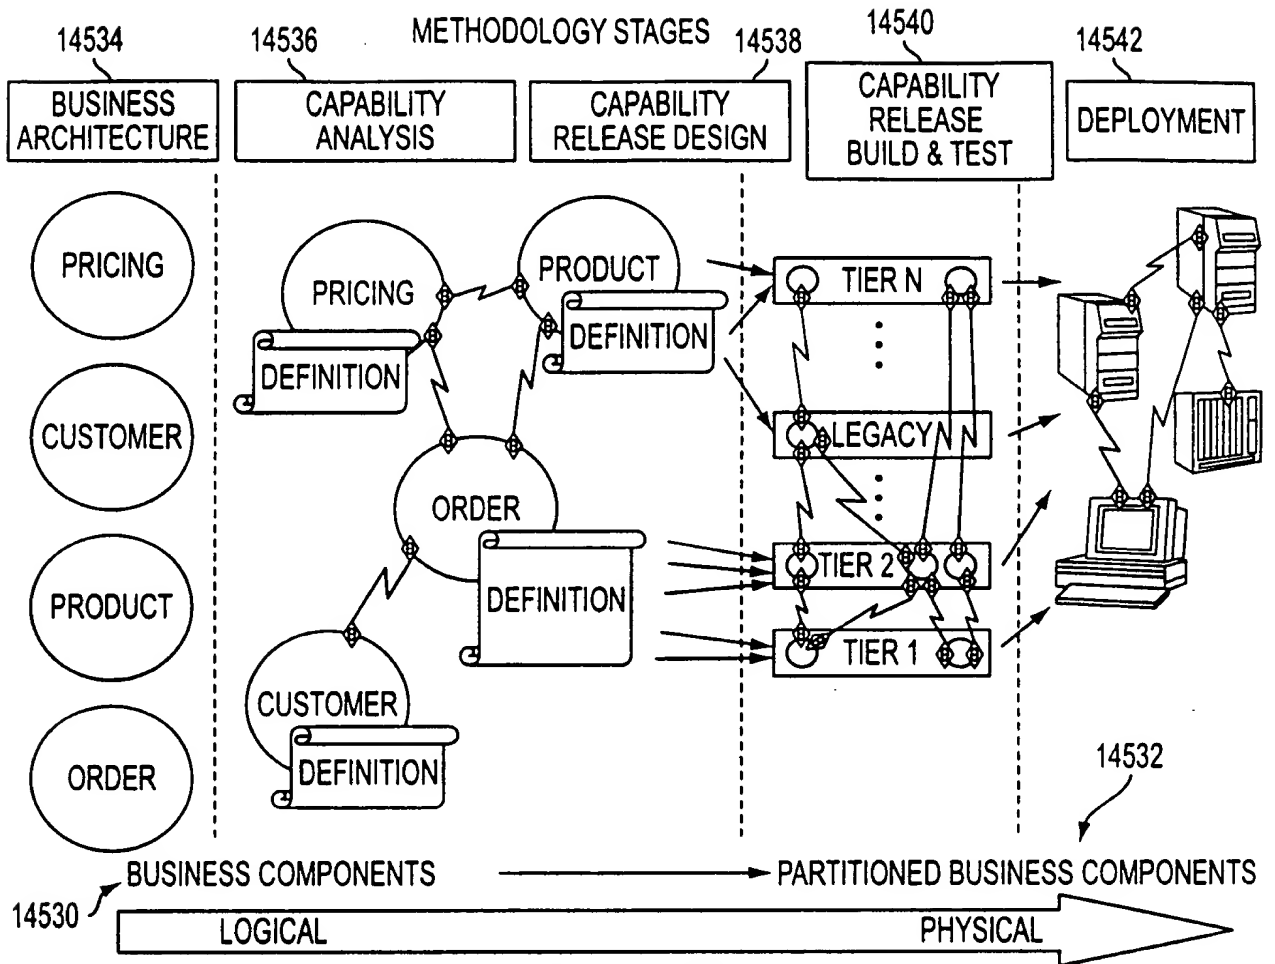 METHODOLOGY STAGES
14534
14536
14538
14540
14542
BUSINESS
ARCHITECTURE
CAPABILITY
ANALYSIS
CAPABILITY
RELEASE DESIGN
CAPABILITY
RELEASE
BUILD & TEST
DEPLOYMENT
PRICING
CUSTOMER
PRODUCT
ORDER
PRICING
DEFINITION
PRODUCT
DEFINITION
ORDER
DEFINITION
CUSTOMER
DEFINITION
TIER N
LEGACY
TIER 2
TIER 1
14532
BUSINESS COMPONENTS
PARTITIONED BUSINESS COMPONENTS
14530
LOGICAL
PHYSICAL